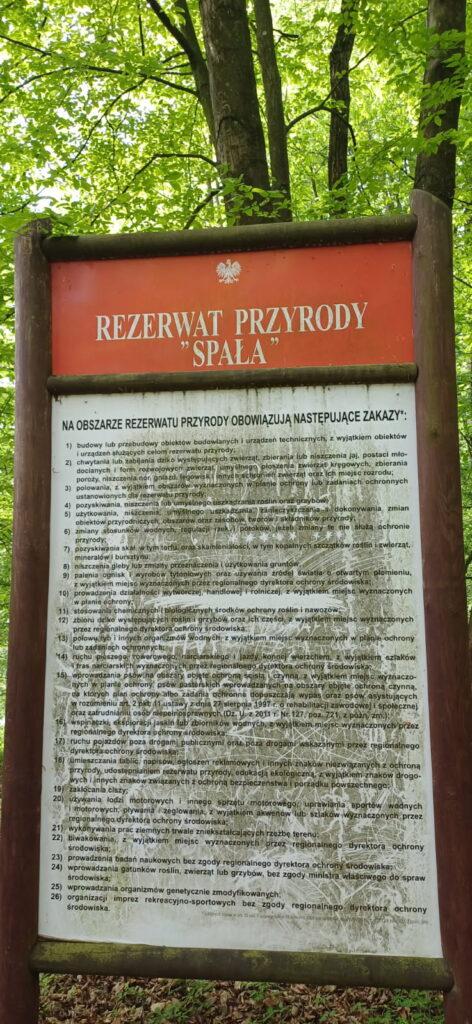 REZERWAT PRZYRODY
"SPAŁA"
NA OBSZARZE REZERWATU PRZYRODY OBOWIĄZUJĄ NASTĘPUJĄCE ZAKAZY*:
1) budowy lub przebudowy obiektów budowlanych i urządzeń technicznych, z wyjątkiem obiektów
i urządzeń służących celom rezerwatu przyrody;
2) chwytania lub zabijania dziko występujących zwierząt, zbierania lub niszczenia jaj, postaci mło-
docianych i form rozwojowych zwierząt, umyślnego płoszenia zwierząt kręgowych, zbierania
poroży, niszczenia nor, gniazd, legowisk i innych schronień zwierząt oraz ich miejsc rozrodu;
3) polowania, z wyjątkiem obszarów wyznaczonych w planie ochrony lub zadaniach ochronnych
ustanowionych dla rezerwatu przyrody;
4) pozyskiwania, niszczenia lub umyślnego uszkadzania roślin oraz grzybów;
5) użytkowania, niszczenia, umyślnego uszkadzania, zanieczyszczania i dokonywania zmian
obiektów przyrodniczych, obszarów oraz zasobów, tworów i składników przyrody;
6) zmiany stosunków wodnych, regulacji rzek i potoków, jeżeli zmiany te nie służą ochronie
przyrody;
7) pozyskiwania skał, w tym torfu, oraz skamieniałości, w tym kopalnych szczątków roślin i zwierząt,
minerałów i bursztynu;
8) niszczenia gleby lub zmiany przeznaczenia i użytkowania gruntów;
9) palenia ognisk i wyrobów tytoniowych oraz używania źródeł światła o otwartym płomieniu,
z wyjątkiem miejsc wyznaczonych przez regionalnego dyrektora ochrony środowiska;
10) prowadzenia działalności wytwórczej, handlowej i rolniczej, z wyjątkiem miejsc wyznaczonych
w planie ochrony;
11) stosowania chemicznych i biologicznych środków ochrony roślin i nawozów;
12) zbioru dziko występujących roślin i grzybów oraz ich części, z wyjątkiem miejsc wyznaczonych
przez regionalnego dyrektora ochrony środowiska;
13) połowu ryb i innych organizmów wodnych, z wyjątkiem miejsc wyznaczonych w planie ochrony
lub zadaniach ochronnych;
14) ruchu pieszego, rowerowego, narciarskiego i jazdy konnej wierzchem, z wyjątkiem szlaków
i tras narciarskich wyznaczonych przez regionalnego dyrektora ochrony środowiska;
15) wprowadzania psów na obszary objęte ochroną ścisłą i czynną, z wyjątkiem miejsc wyznaczo-
nych w planie ochrony, psów pasterskich wprowadzanych na obszary objęte ochroną czynną,
na których plan ochrony albo zadania ochronne dopuszczają wypas oraz psów asystujących
w rozumieniu art. 2 pkt 11 ustawy z dnia 27 sierpnia 1997 r. o rehabilitacji zawodowej i społecznej
oraz zatrudnianiu osób niepełnosprawnych (Dz. U. z 2011 r. Nr 127, poz. 721, z późn. zm.);
16) wspinaczki, eksploracji jaskiń lub zbiorników wodnych, z wyjątkiem miejsc wyznaczonych przez
regionalnego dyrektora ochrony środowiska;
17) ruchu pojazdów poza drogami publicznymi oraz poza drogami wskazanymi przez regionalnego
dyrektora ochrony środowiska;
18) umieszczania tablic, napisów, ogłoszeń reklamowych i innych znaków niezwiązanych z ochroną
przyrody, udostępnianiem rezerwatu przyrody, edukacją ekologiczną, z wyjątkiem znaków drogo-
wych i innych znaków związanych z ochroną bezpieczeństwa i porządku powszechnego;
19) zakłócania ciszy;
20) używania łodzi motorowych i innego sprzętu motorowego, uprawiania sportów wodnych
i motorowych, pływania i żeglowania, z wyjątkiem akwenów lub szlaków wyznaczonych przez
regionalnego dyrektora ochrony środowiska;
21) wykonywania prac ziemnych trwale zniekształcających rzeźbę terenu;
22) biwakowania, z wyjątkiem miejsc wyznaczonych przez regionalnego dyrektora ochrony
środowiska;
23) prowadzenia badań naukowych bez zgody regionalnego dyrektora ochrony środowiska;
24) wprowadzania gatunków roślin, zwierząt lub grzybów, bez zgody ministra właściwego do spraw
środowiska;
25) wprowadzania organizmów genetycznie zmodyfikowanych;
26) organizacji imprez rekreacyjno-sportowych bez zgody regionalnego dyrektora ochrony
środowiska.